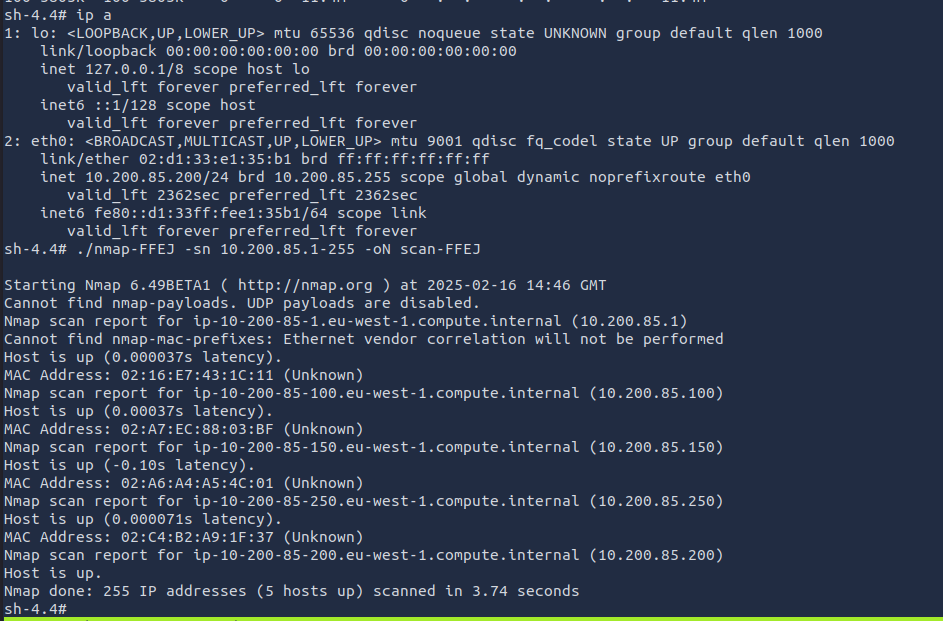 sh-4.4# ip a
1: lo: <LOOPBACK,UP,LOWER_UP> mtu 65536 qdisc noqueue state UNKNOWN group default qlen 1000
    link/loopback 00:00:00:00:00:00 brd 00:00:00:00:00:00
    inet 127.0.0.1/8 scope host lo
       valid_lft forever preferred_lft forever
    inet6 ::1/128 scope host
       valid_lft forever preferred_lft forever
2: eth0: <BROADCAST,MULTICAST,UP,LOWER_UP> mtu 9001 qdisc fq_codel state UP group default qlen 1000
    link/ether 02:d1:33:e1:35:b1 brd ff:ff:ff:ff:ff:ff
    inet 10.200.85.200/24 brd 10.200.85.255 scope global dynamic noprefixroute eth0
       valid_lft 2362sec preferred_lft 2362sec
    inet6 fe80::d1:33ff:fee1:35b1/64 scope link
       valid_lft forever preferred_lft forever
sh-4.4# ./nmap-FFEJ -sn 10.200.85.1-255 -oN scan-FFEJ

Starting Nmap 6.49BETA1 ( http://nmap.org ) at 2025-02-16 14:46 GMT
Cannot find nmap-payloads. UDP payloads are disabled.
Nmap scan report for ip-10-200-85-1.eu-west-1.compute.internal (10.200.85.1)
Cannot find nmap-mac-prefixes: Ethernet vendor correlation will not be performed
Host is up (0.000037s latency).
MAC Address: 02:16:E7:43:1C:11 (Unknown)
Nmap scan report for ip-10-200-85-100.eu-west-1.compute.internal (10.200.85.100)
Host is up (0.00037s latency).
MAC Address: 02:A7:EC:88:03:BF (Unknown)
Nmap scan report for ip-10-200-85-150.eu-west-1.compute.internal (10.200.85.150)
Host is up (-0.10s latency).
MAC Address: 02:A6:A4:A5:4C:01 (Unknown)
Nmap scan report for ip-10-200-85-250.eu-west-1.compute.internal (10.200.85.250)
Host is up (0.000071s latency).
MAC Address: 02:C4:B2:A9:1F:37 (Unknown)
Nmap scan report for ip-10-200-85-200.eu-west-1.compute.internal (10.200.85.200)
Host is up.
Nmap done: 255 IP addresses (5 hosts up) scanned in 3.74 seconds
sh-4.4#